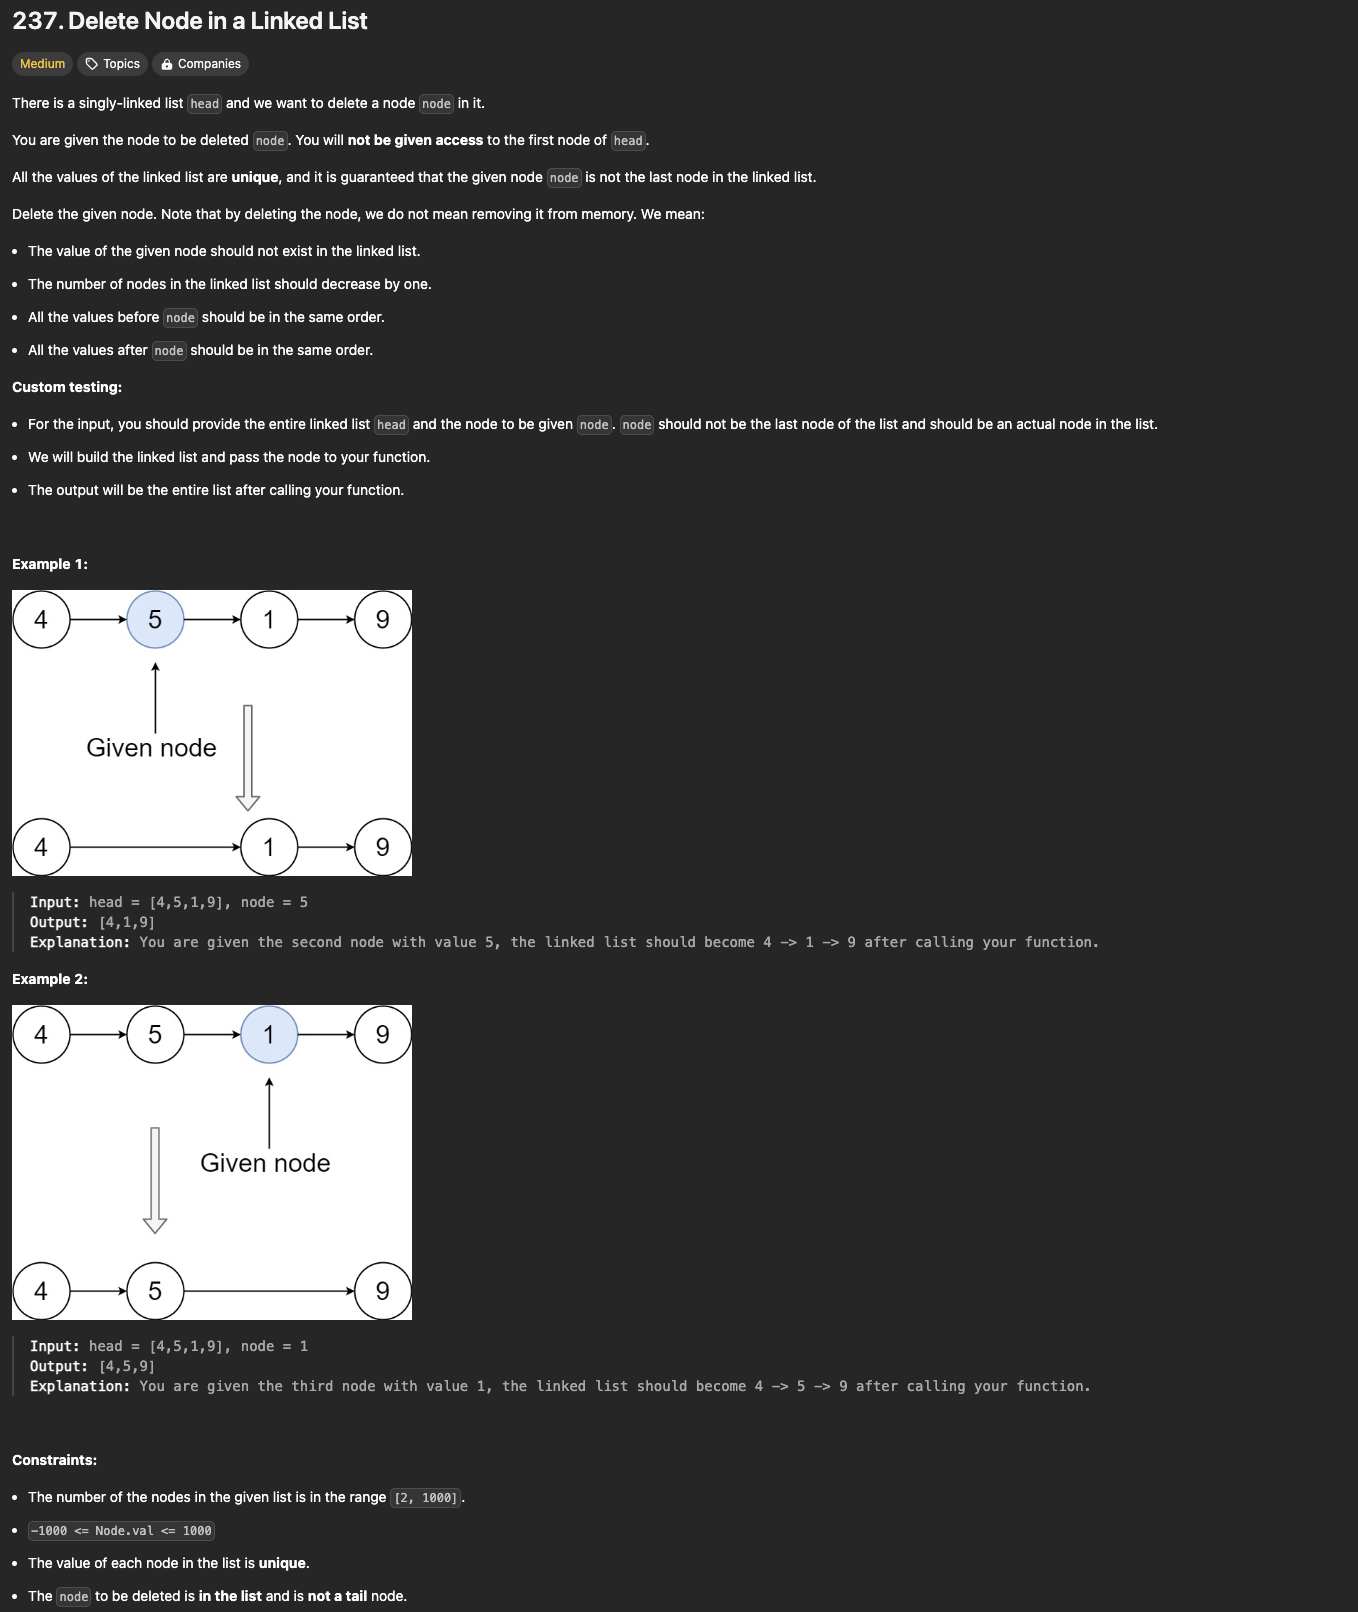 237. Delete Node in a Linked List
Medium Topics Companies
There is a singly-linked list head and we want to delete a node node in it.
You are given the node to be deleted node. You will not be given access to the first node of head.
All the values of the linked list are unique, and it is guaranteed that the given node node is not the last node in the linked list.
Delete the given node. Note that by deleting the node, we do not mean removing it from memory. We mean:
• The value of the given node should not exist in the linked list.
• The number of nodes in the linked list should decrease by one.
• All the values before node should be in the same order.
• All the values after node should be in the same order.
Custom testing:
• For the input, you should provide the entire linked list head and the node to be given node. node should not be the last node of the list and should be an actual node in the list.
• We will build the linked list and pass the node to your function.
• The output will be the entire list after calling your function.
Example 1:
4 5 1 9
Given node
4 1 9
Input: head = [4,5,1,9], node = 5
Output: [4,1,9]
Explanation: You are given the second node with value 5, the linked list should become 4 -> 1 -> 9 after calling your function.
Example 2:
4 5 1 9
Given node
4 5 9
Input: head = [4,5,1,9], node = 1
Output: [4,5,9]
Explanation: You are given the third node with value 1, the linked list should become 4 -> 5 -> 9 after calling your function.
Constraints:
• The number of the nodes in the given list is in the range [2, 1000].
• -1000 <= Node.val <= 1000
• The value of each node in the list is unique.
• The node to be deleted is in the list and is not a tail node.